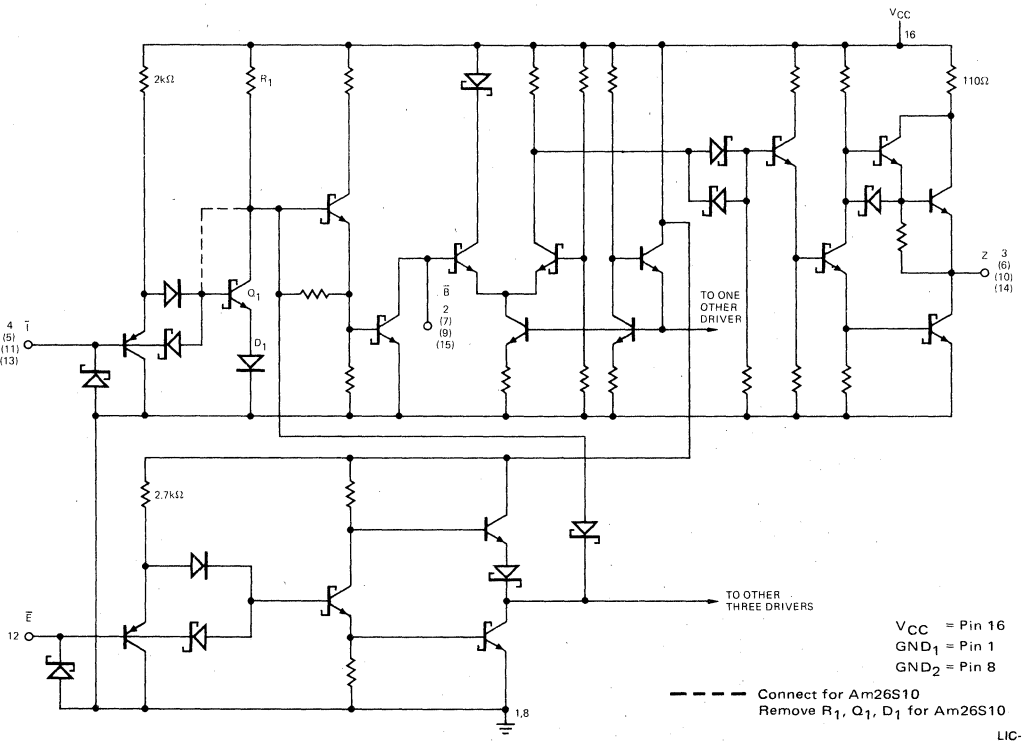 VCC
16
2kΩ
R1
110Ω
Q1
D1
B̅
2
(7)
(9)
(15)
TO ONE
OTHER
DRIVER
Z 3
(6)
(10)
(14)
4 I̅
(5)
(11)
(13)
2.7kΩ
E̅
12
TO OTHER
THREE DRIVERS
1,8
VCC = Pin 16
GND1 = Pin 1
GND2 = Pin 8
Connect for Am26S10
Remove R1, Q1, D1 for Am26S10
LIC-